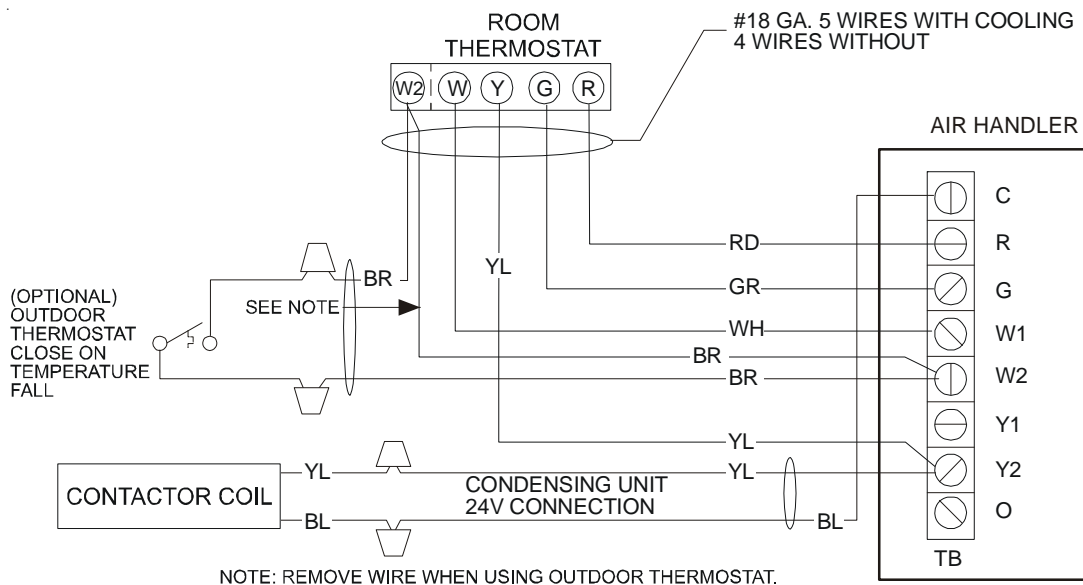 ROOM
THERMOSTAT
#18 GA. 5 WIRES WITH COOLING
4 WIRES WITHOUT
W2 W Y G R
AIR HANDLER
C
RD
R
BR
YL
GR
G
(OPTIONAL)
OUTDOOR
THERMOSTAT
CLOSE ON
TEMPERATURE
FALL
SEE NOTE
WH
W1
BR
BR
W2
Y1
YL
CONTACTOR COIL
YL
YL
Y2
CONDENSING UNIT
24V CONNECTION
BL
BL
O
TB
NOTE: REMOVE WIRE WHEN USING OUTDOOR THERMOSTAT.